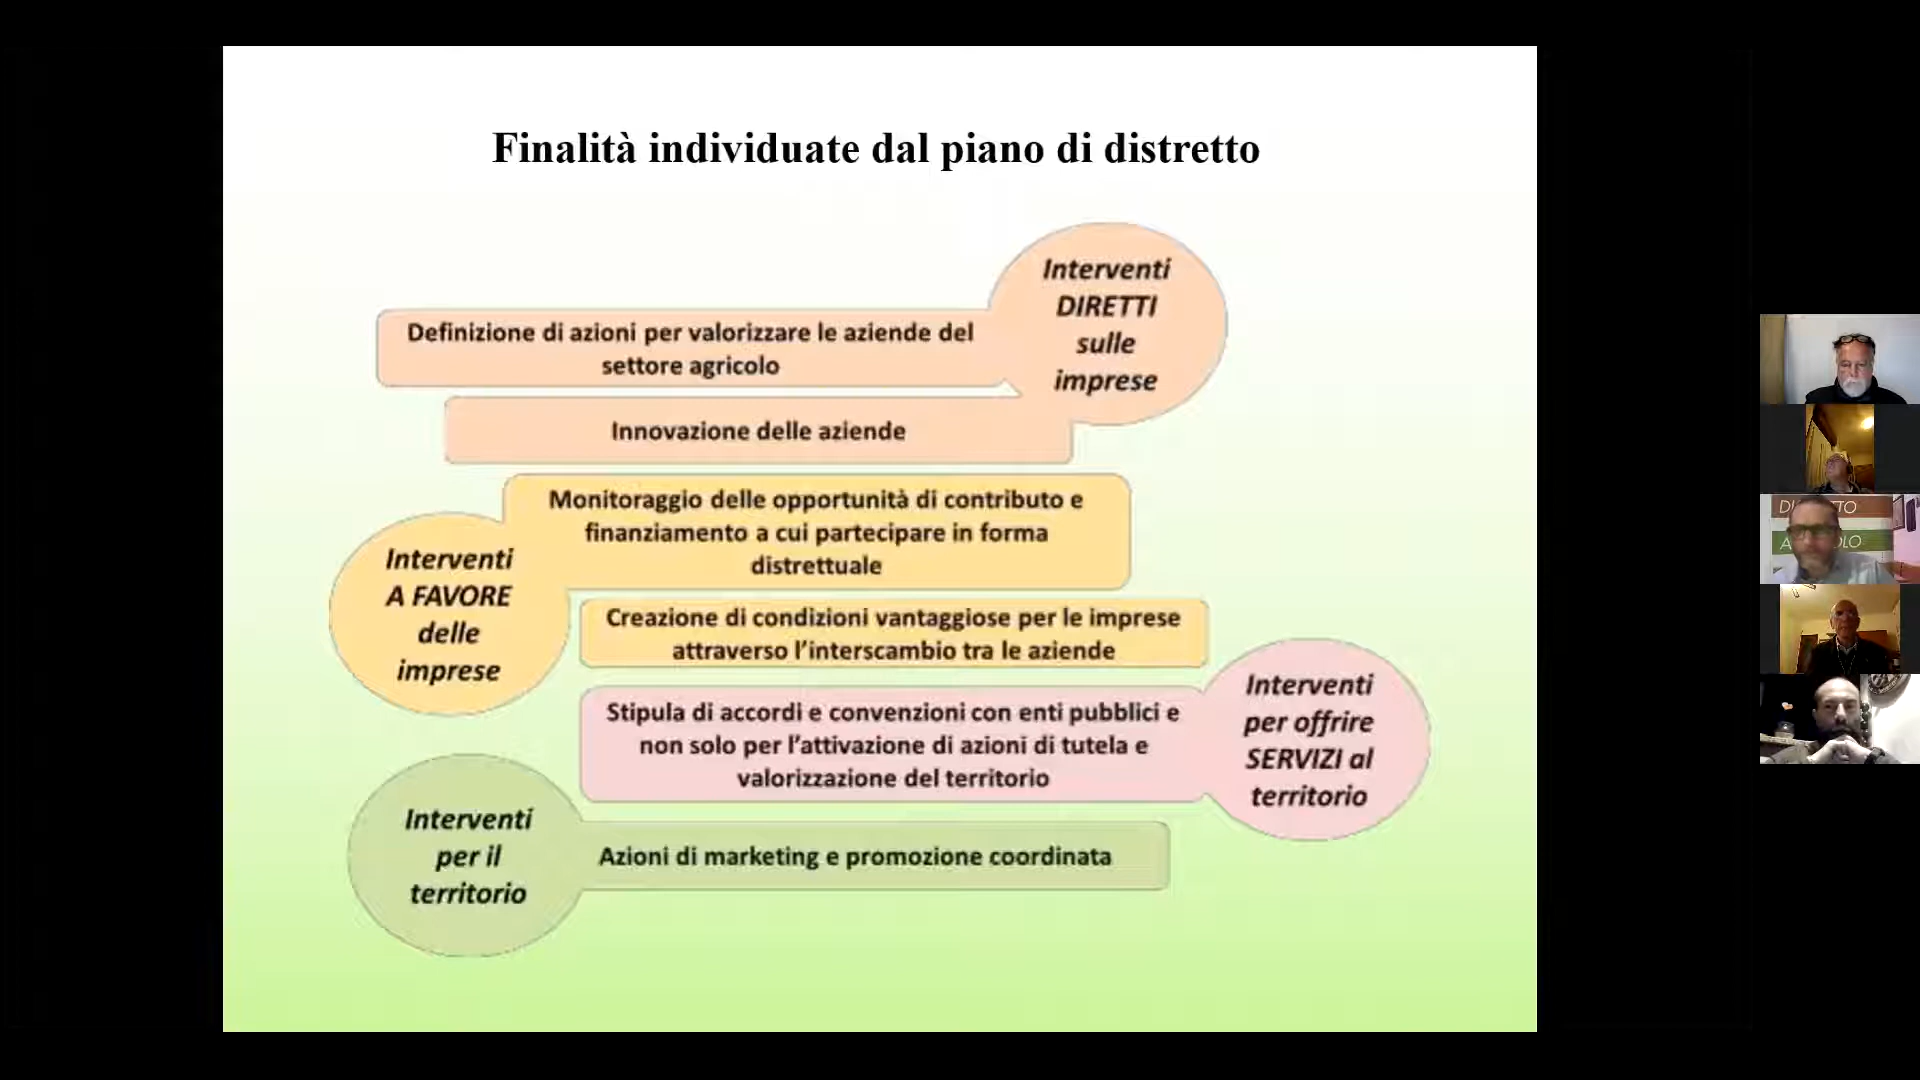 Finalità individuate dal piano di distretto
Interventi
DIRETTI
sulle
imprese
Definizione di azioni per valorizzare le aziende del
settore agricolo
Innovazione delle aziende
Monitoraggio delle opportunità di contributo e
finanziamento a cui partecipare in forma
distrettuale
Interventi
A FAVORE
delle
imprese
Creazione di condizioni vantaggiose per le imprese
attraverso l’interscambio tra le aziende
Stipula di accordi e convenzioni con enti pubblici e
non solo per l’attivazione di azioni di tutela e
valorizzazione del territorio
Interventi
per offrire
SERVIZI al
territorio
Interventi
per il
territorio
Azioni di marketing e promozione coordinata